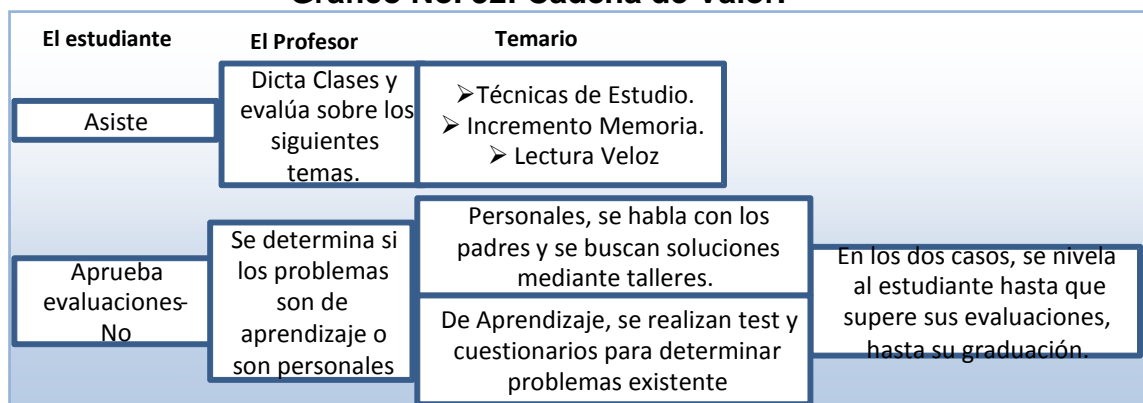 El estudiante
El Profesor
Temario
Asiste
Dicta Clases y
evalúa sobre los
siguientes
temas.
➢Técnicas de Estudio.
➢ Incremento Memoria.
➢ Lectura Veloz
Aprueba
evaluaciones-
No
Se determina si
los problemas
son de
aprendizaje o
son personales
Personales, se habla con los
padres y se buscan soluciones
mediante talleres.
De Aprendizaje, se realizan test y
cuestionarios para determinar
problemas existente
En los dos casos, se nivela
al estudiante hasta que
supere sus evaluaciones,
hasta su graduación.